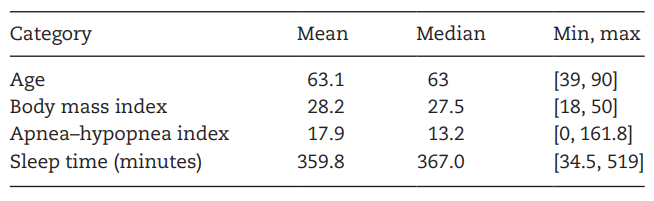 Category Mean Median Min, max
Age 63.1 63 [39, 90]
Body mass index 28.2 27.5 [18, 50]
Apnea–hypopnea index 17.9 13.2 [0, 161.8]
Sleep time (minutes) 359.8 367.0 [34.5, 519]